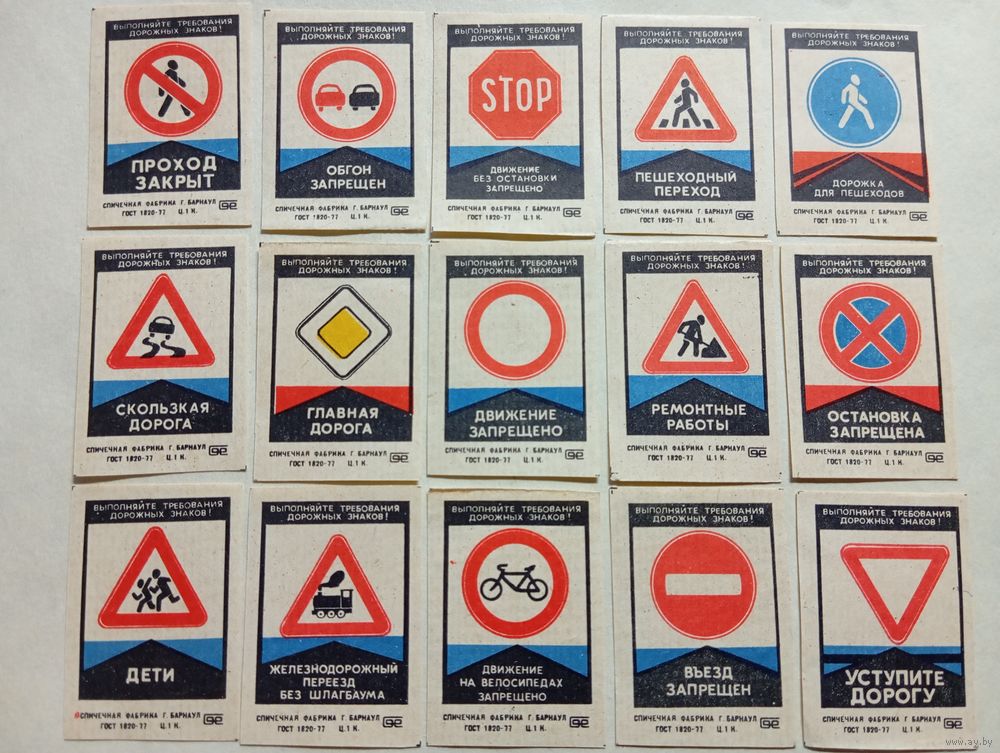 ВЫПОЛНЯЙТЕ ТРЕБОВАНИЯ
ДОРОЖНЫХ ЗНАКОВ!
ПРОХОД
ЗАКРЫТ
СПИЧЕЧНАЯ ФАБРИКА Г. БАРНАУЛ
ГОСТ 1820-77 Ц.1 К.
ВЫПОЛНЯЙТЕ ТРЕБОВАНИЯ
ДОРОЖНЫХ ЗНАКОВ!
ОБГОН
ЗАПРЕЩЕН
СПИЧЕЧНАЯ ФАБРИКА Г. БАРНАУЛ
ГОСТ 1820-77 Ц.1 К.
ВЫПОЛНЯЙТЕ ТРЕБОВАНИЯ
ДОРОЖНЫХ ЗНАКОВ!
STOP
ДВИЖЕНИЕ
БЕЗ ОСТАНОВКИ
ЗАПРЕЩЕНО
СПИЧЕЧНАЯ ФАБРИКА Г. БАРНАУЛ
ГОСТ 1820-77 Ц.1 К.
ВЫПОЛНЯЙТЕ ТРЕБОВАНИЯ
ДОРОЖНЫХ ЗНАКОВ!
ПЕШЕХОДНЫЙ
ПЕРЕХОД
СПИЧЕЧНАЯ ФАБРИКА Г. БАРНАУЛ
ГОСТ 1820-77 Ц.1 К.
ВЫПОЛНЯЙТЕ ТРЕБОВАНИЯ
ДОРОЖНЫХ ЗНАКОВ!
ДОРОЖКА
ДЛЯ ПЕШЕХОДОВ
СПИЧЕЧНАЯ ФАБРИКА Г. БАРНАУЛ
ГОСТ 1820-77 Ц.1 К.
ВЫПОЛНЯЙТЕ ТРЕБОВАНИЯ
ДОРОЖНЫХ ЗНАКОВ!
СКОЛЬЗКАЯ
ДОРОГА
СПИЧЕЧНАЯ ФАБРИКА Г. БАРНАУЛ
ГОСТ 1820-77 Ц.1 К.
ВЫПОЛНЯЙТЕ ТРЕБОВАНИЯ
ДОРОЖНЫХ ЗНАКОВ!
ГЛАВНАЯ
ДОРОГА
СПИЧЕЧНАЯ ФАБРИКА Г. БАРНАУЛ
ГОСТ 1820-77 Ц.1 К.
ВЫПОЛНЯЙТЕ ТРЕБОВАНИЯ
ДОРОЖНЫХ ЗНАКОВ!
ДВИЖЕНИЕ
ЗАПРЕЩЕНО
СПИЧЕЧНАЯ ФАБРИКА Г. БАРНАУЛ
ГОСТ 1820-77 Ц.1 К.
ВЫПОЛНЯЙТЕ ТРЕБОВАНИЯ
ДОРОЖНЫХ ЗНАКОВ!
РЕМОНТНЫЕ
РАБОТЫ
СПИЧЕЧНАЯ ФАБРИКА Г. БАРНАУЛ
ГОСТ 1820-77 Ц.1 К.
ВЫПОЛНЯЙТЕ ТРЕБОВАНИЯ
ДОРОЖНЫХ ЗНАКОВ!
ОСТАНОВКА
ЗАПРЕЩЕНА
СПИЧЕЧНАЯ ФАБРИКА Г. БАРНАУЛ
ГОСТ 1820-77 Ц.1 К.
ВЫПОЛНЯЙТЕ ТРЕБОВАНИЯ
ДОРОЖНЫХ ЗНАКОВ!
ДЕТИ
СПИЧЕЧНАЯ ФАБРИКА Г. БАРНАУЛ
ГОСТ 1820-77 Ц.1 К.
ВЫПОЛНЯЙТЕ ТРЕБОВАНИЯ
ДОРОЖНЫХ ЗНАКОВ!
ЖЕЛЕЗНОДОРОЖНЫЙ
ПЕРЕЕЗД
БЕЗ ШЛАГБАУМА
СПИЧЕЧНАЯ ФАБРИКА Г. БАРНАУЛ
ГОСТ 1820-77 Ц.1 К.
ВЫПОЛНЯЙТЕ ТРЕБОВАНИЯ
ДОРОЖНЫХ ЗНАКОВ!
ДВИЖЕНИЕ
НА ВЕЛОСИПЕДАХ
ЗАПРЕЩЕНО
СПИЧЕЧНАЯ ФАБРИКА Г. БАРНАУЛ
ГОСТ 1820-77 Ц.1 К.
ВЫПОЛНЯЙТЕ ТРЕБОВАНИЯ
ДОРОЖНЫХ ЗНАКОВ!
ВЪЕЗД
ЗАПРЕЩЕН
СПИЧЕЧНАЯ ФАБРИКА Г. БАРНАУЛ
ГОСТ 1820-77 Ц.1 К.
ВЫПОЛНЯЙТЕ ТРЕБОВАНИЯ
ДОРОЖНЫХ ЗНАКОВ!
УСТУПИТЕ
ДОРОГУ
СПИЧЕЧНАЯ ФАБРИКА Г. БАРНАУЛ
ГОСТ 1820-77 Ц.1 К.
www.ay.by